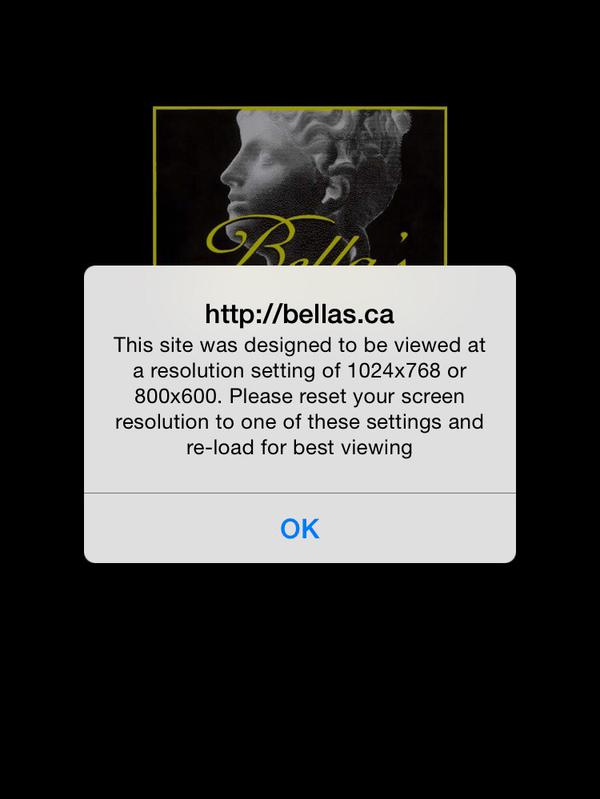 Bella's
http://bellas.ca
This site was designed to be viewed at
a resolution setting of 1024x768 or
800x600. Please reset your screen
resolution to one of these settings and
re-load for best viewing
OK